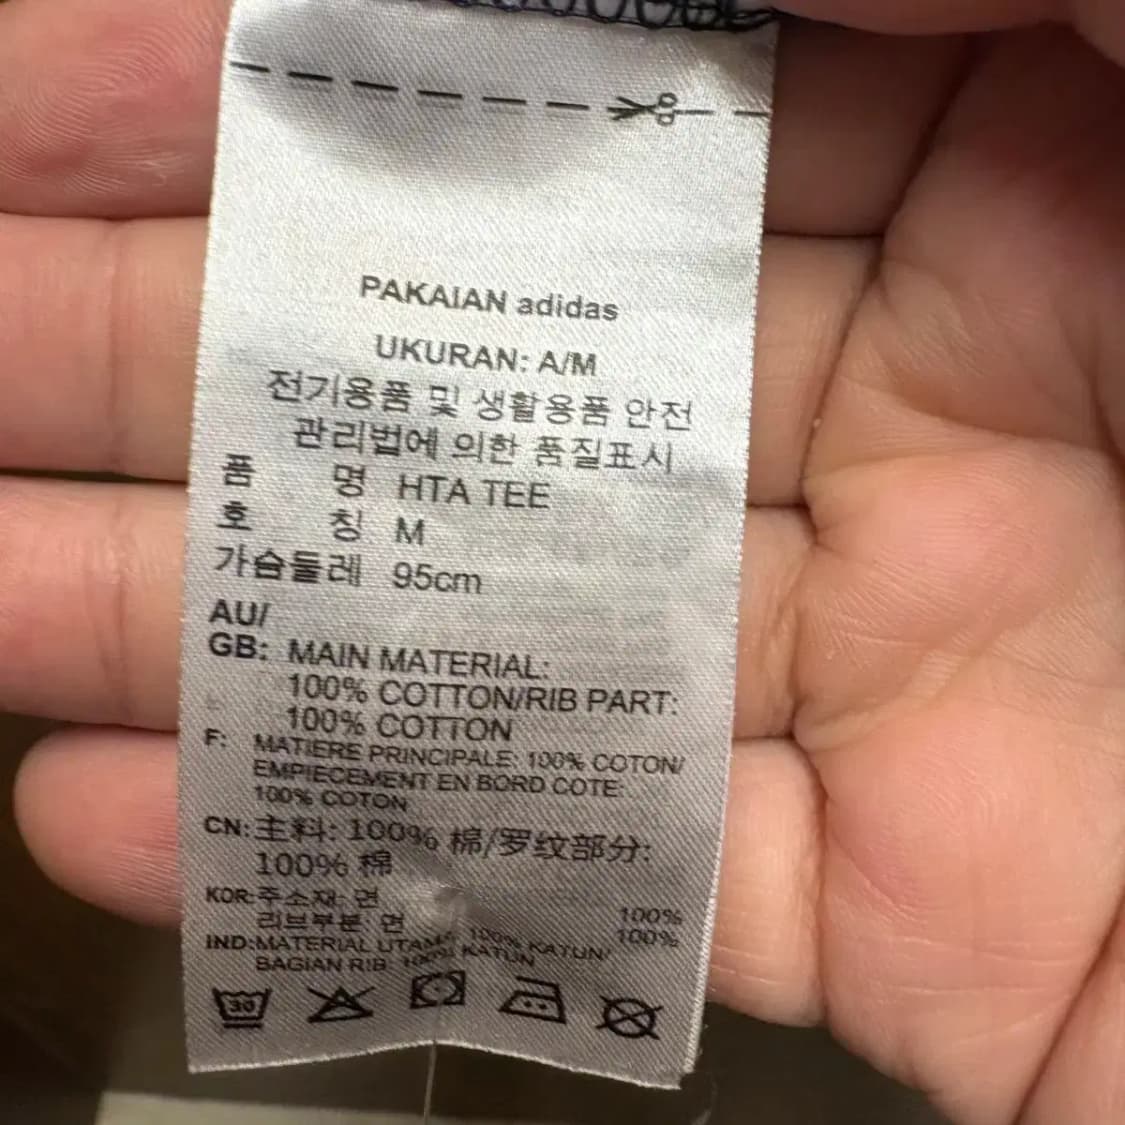 PAKAIAN adidas
UKURAN: A/M
전기용품 및 생활용품 안전
관리법에 의한 품질표시
품 명 HTA TEE
호 칭 M
가슴둘레 95cm
AU/
GB: MAIN MATERIAL:
100% COTTON/RIB PART:
100% COTTON
F: MATIERE PRINCIPALE: 100% COTON/
EMPIECEMENT EN BORD COTE:
100% COTON
CN: 主料: 100% 棉/罗纹部分:
100% 棉
KOR: 주소재: 면 100%
리브부분: 면 100%
IND: MATERIAL UTAMA: 100% KATUN/
BAGIAN RIB: 100% KATUN
30